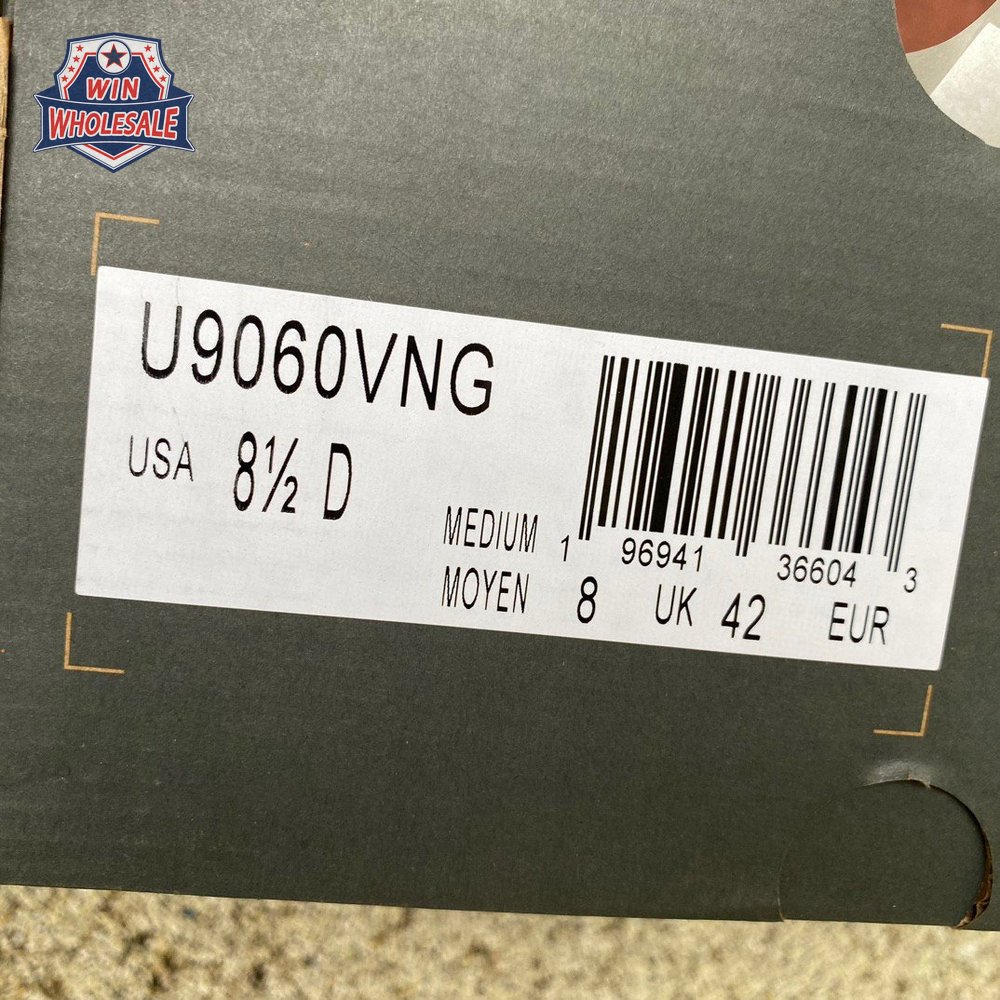 WIN
WHOLESALE
U9060VNG
USA 8½ D
MEDIUM
MOYEN 8 UK 42 EUR
1 96941 36604 3